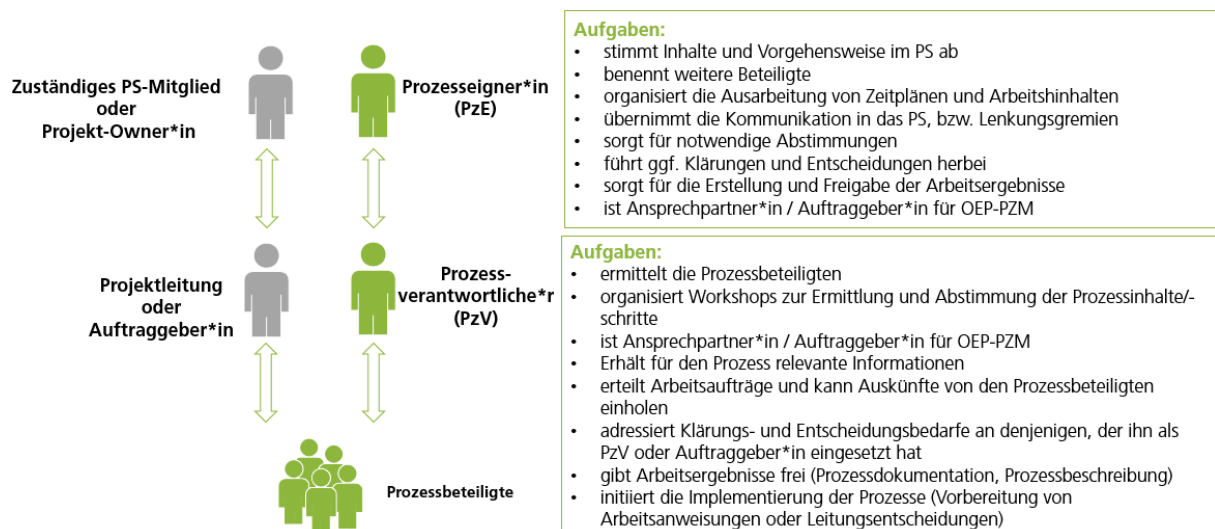 Zuständiges PS-Mitglied
oder
Projekt-Owner*in
Prozesseigner*in
(PzE)
Aufgaben:
• stimmt Inhalte und Vorgehensweise im PS ab
• benennt weitere Beteiligte
• organisiert die Ausarbeitung von Zeitplänen und Arbeitshinhalten
• übernimmt die Kommunikation in das PS, bzw. Lenkungsgremien
• sorgt für notwendige Abstimmungen
• führt ggf. Klärungen und Entscheidungen herbei
• sorgt für die Erstellung und Freigabe der Arbeitsergebnisse
• ist Ansprechpartner*in / Auftraggeber*in für OEP-PZM
Projektleitung
oder
Auftraggeber*in
Prozess-
verantwortliche*r
(PzV)
Aufgaben:
• ermittelt die Prozessbeteiligten
• organisiert Workshops zur Ermittlung und Abstimmung der Prozessinhalte/-
schritte
• ist Ansprechpartner*in / Auftraggeber*in für OEP-PZM
• Erhält für den Prozess relevante Informationen
• erteilt Arbeitsaufträge und kann Auskünfte von den Prozessbeteiligten
einholen
• adressiert Klärungs- und Entscheidungsbedarfe an denjenigen, der ihn als
PzV oder Auftraggeber*in eingesetzt hat
• gibt Arbeitsergebnisse frei (Prozessdokumentation, Prozessbeschreibung)
• initiiert die Implementierung der Prozesse (Vorbereitung von
Arbeitsanweisungen oder Leitungsentscheidungen)
Prozessbeteiligte